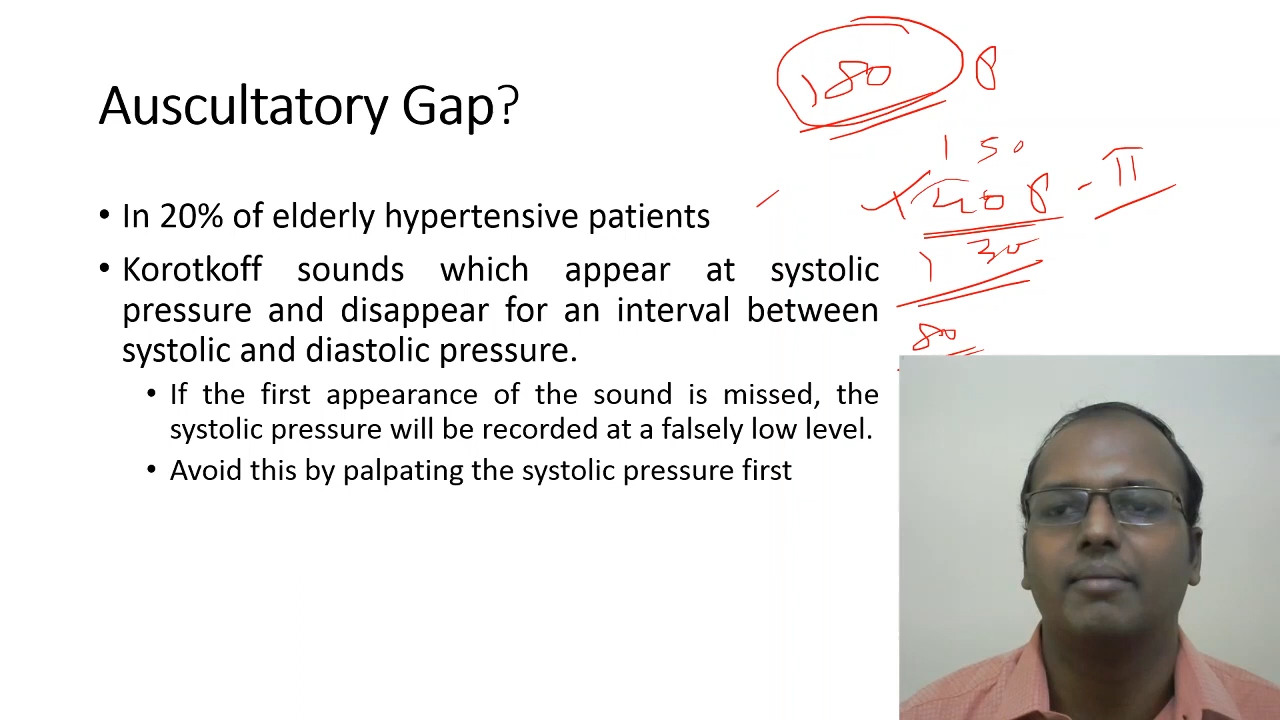 Auscultatory Gap?
• In 20% of elderly hypertensive patients
• Korotkoff sounds which appear at systolic
pressure and disappear for an interval between
systolic and diastolic pressure.
• If the first appearance of the sound is missed, the
systolic pressure will be recorded at a falsely low level.
• Avoid this by palpating the systolic pressure first
180
150
130
80